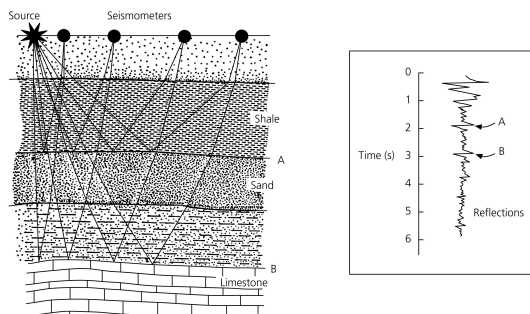 Source
Seismometers
Shale
A
Sand
B
Limestone
0
1
2
A
Time (s)
3
B
4
5
Reflections
6